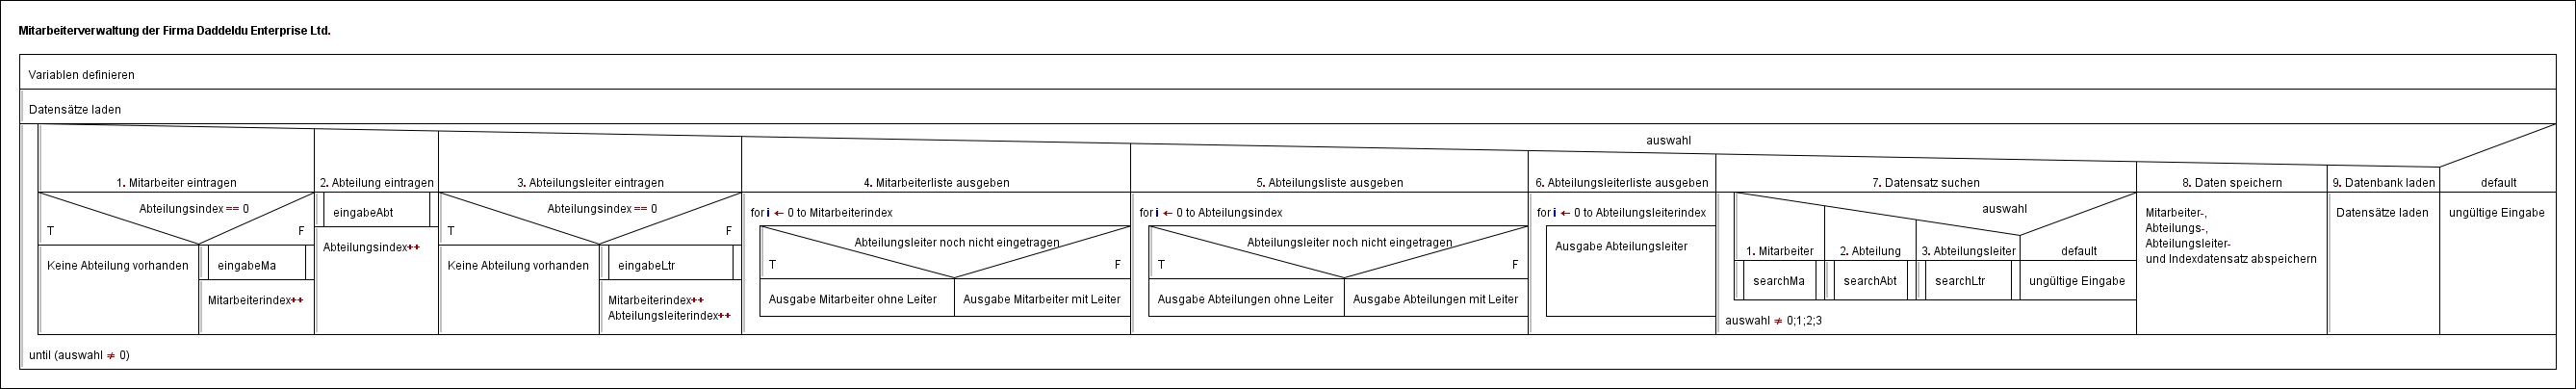 Mitarbeiterverwaltung der Firma Daddeldu Enterprise Ltd.
Variablen definieren
Datensätze laden
auswahl
1. Mitarbeiter eintragen
2. Abteilung eintragen
3. Abteilungsleiter eintragen
4. Mitarbeiterliste ausgeben
5. Abteilungsliste ausgeben
6. Abteilungsleiterliste ausgeben
7. Datensatz suchen
8. Daten speichern
9. Datenbank laden
default
Abteilungsindex == 0
T
F
Keine Abteilung vorhanden
eingabeMa
Mitarbeiterindex++
eingabeAbt
Abteilungsindex++
Abteilungsindex == 0
T
F
Keine Abteilung vorhanden
eingabeLtr
Mitarbeiterindex++
Abteilungsleiterindex++
for i ← 0 to Mitarbeiterindex
Abteilungsleiter noch nicht eingetragen
T
F
Ausgabe Mitarbeiter ohne Leiter
Ausgabe Mitarbeiter mit Leiter
for i ← 0 to Abteilungsindex
Abteilungsleiter noch nicht eingetragen
T
F
Ausgabe Abteilungen ohne Leiter
Ausgabe Abteilungen mit Leiter
for i ← 0 to Abteilungsleiterindex
Ausgabe Abteilungsleiter
auswahl
1. Mitarbeiter
2. Abteilung
3. Abteilungsleiter
default
searchMa
searchAbt
searchLtr
ungültige Eingabe
auswahl ≠ 0;1;2;3
Mitarbeiter-,
Abteilungs-,
Abteilungsleiter-
und Indexdatensatz abspeichern
Datensätze laden
ungültige Eingabe
until (auswahl ≠ 0)